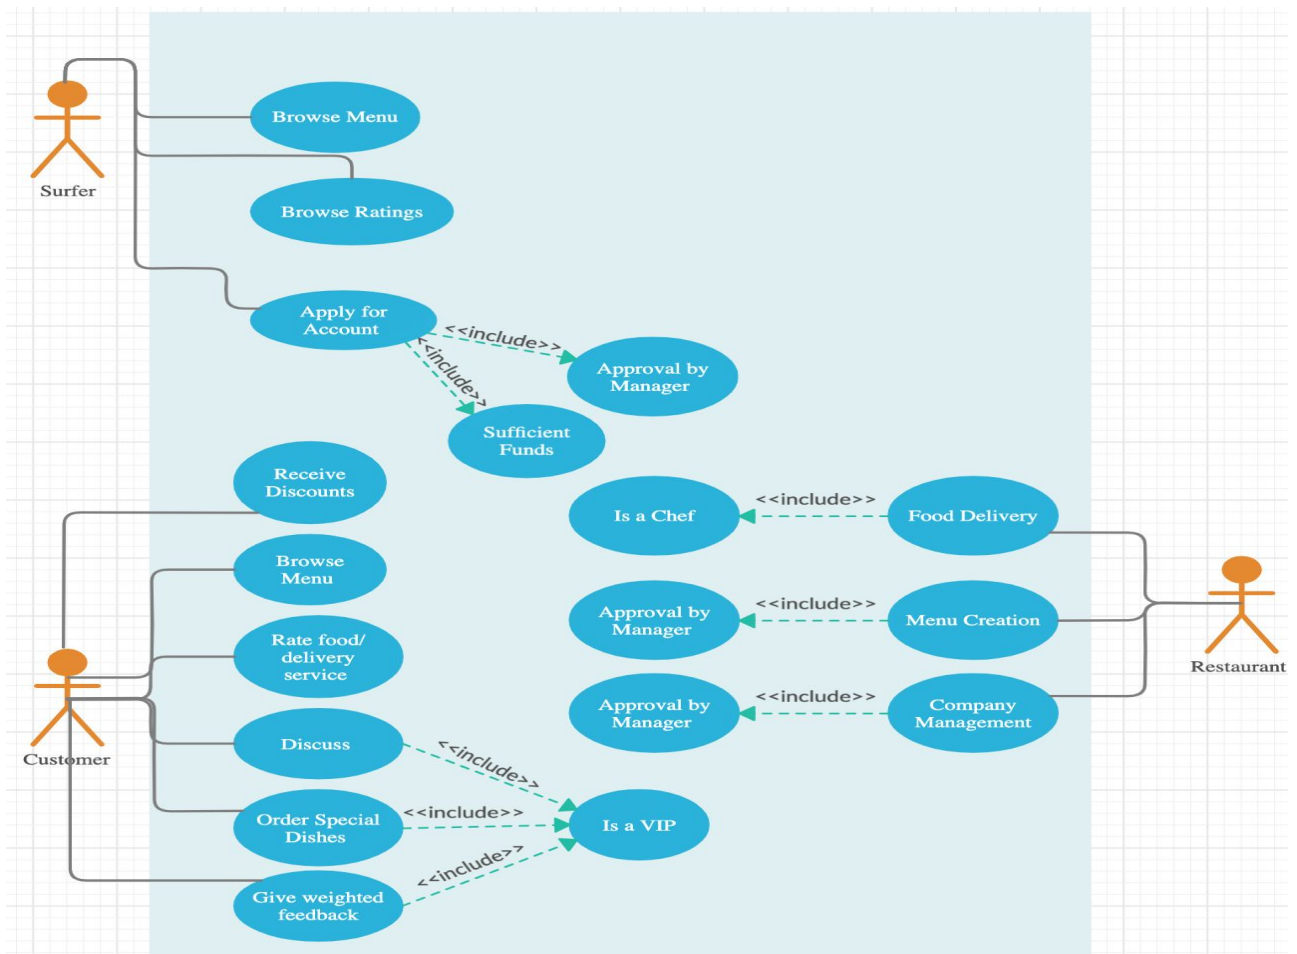 Browse Menu
Surfer
Browse Ratings
Apply for
Account
<<include>>
<<include>>
Approval by
Manager
Sufficient
Funds
Receive
Discounts
Is a Chef
<<include>>
Food Delivery
Browse
Menu
Approval by
Manager
<<include>>
Menu Creation
Rate food/
delivery
service
Restaurant
Approval by
Manager
<<include>>
Company
Management
Customer
Discuss
<<include>>
Order Special
Dishes
<<include>>
Is a VIP
<<include>>
Give weighted
feedback